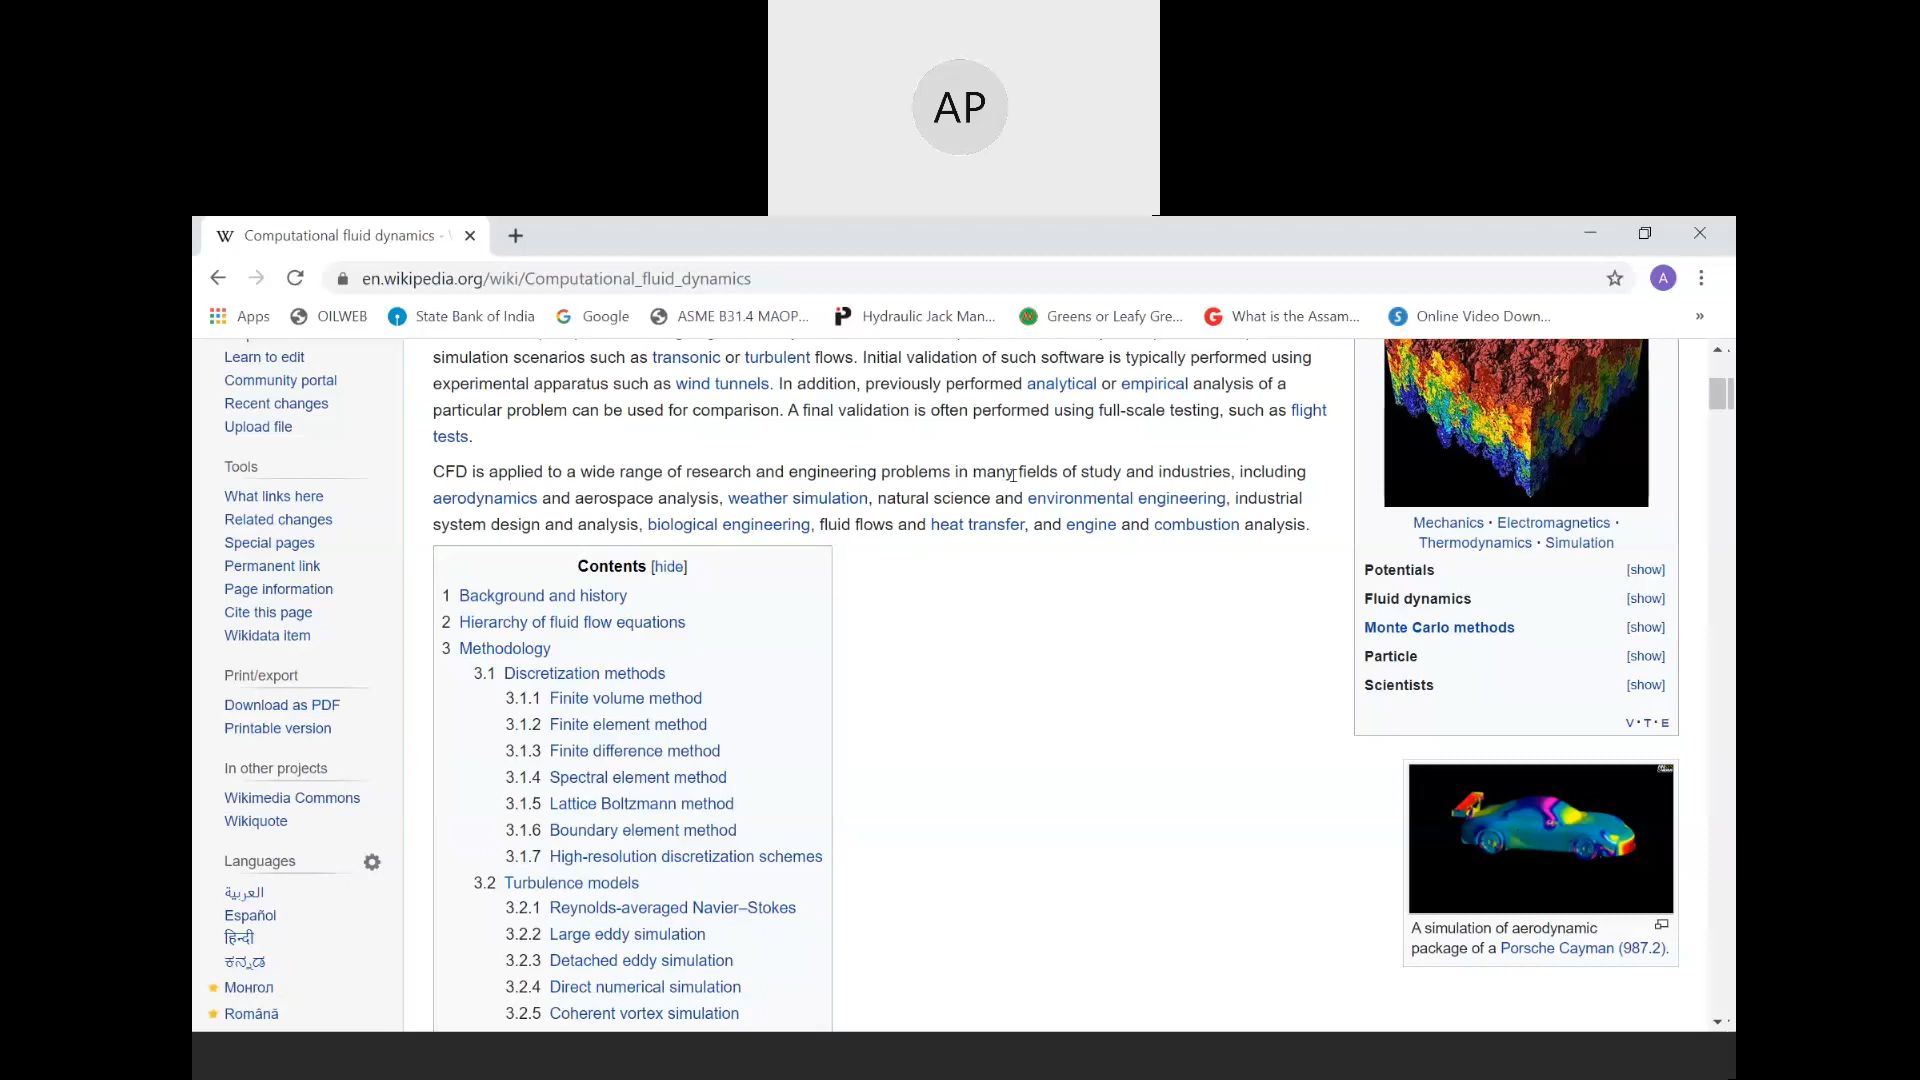 AP
Computational fluid dynamics -
en.wikipedia.org/wiki/Computational_fluid_dynamics
A
Apps
OILWEB
State Bank of India
Google
ASME B31.4 MAOP...
Hydraulic Jack Man...
Greens or Leafy Gre...
What is the Assam...
Online Video Down...
»
Learn to edit
Community portal
Recent changes
Upload file
Tools
What links here
Related changes
Special pages
Permanent link
Page information
Cite this page
Wikidata item
Print/export
Download as PDF
Printable version
In other projects
Wikimedia Commons
Wikiquote
Languages
العربية
Español
हिन्दी
ಕನ್ನಡ
Монгол
Română
simulation scenarios such as transonic or turbulent flows. Initial validation of such software is typically performed using
experimental apparatus such as wind tunnels. In addition, previously performed analytical or empirical analysis of a
particular problem can be used for comparison. A final validation is often performed using full-scale testing, such as flight
tests.
CFD is applied to a wide range of research and engineering problems in many fields of study and industries, including
aerodynamics and aerospace analysis, weather simulation, natural science and environmental engineering, industrial
system design and analysis, biological engineering, fluid flows and heat transfer, and engine and combustion analysis.
Contents [hide]
1 Background and history
2 Hierarchy of fluid flow equations
3 Methodology
3.1 Discretization methods
3.1.1 Finite volume method
3.1.2 Finite element method
3.1.3 Finite difference method
3.1.4 Spectral element method
3.1.5 Lattice Boltzmann method
3.1.6 Boundary element method
3.1.7 High-resolution discretization schemes
3.2 Turbulence models
3.2.1 Reynolds-averaged Navier–Stokes
3.2.2 Large eddy simulation
3.2.3 Detached eddy simulation
3.2.4 Direct numerical simulation
3.2.5 Coherent vortex simulation
Mechanics · Electromagnetics ·
Thermodynamics · Simulation
Potentials [show]
Fluid dynamics [show]
Monte Carlo methods [show]
Particle [show]
Scientists [show]
V · T · E
A simulation of aerodynamic
package of a Porsche Cayman (987.2).